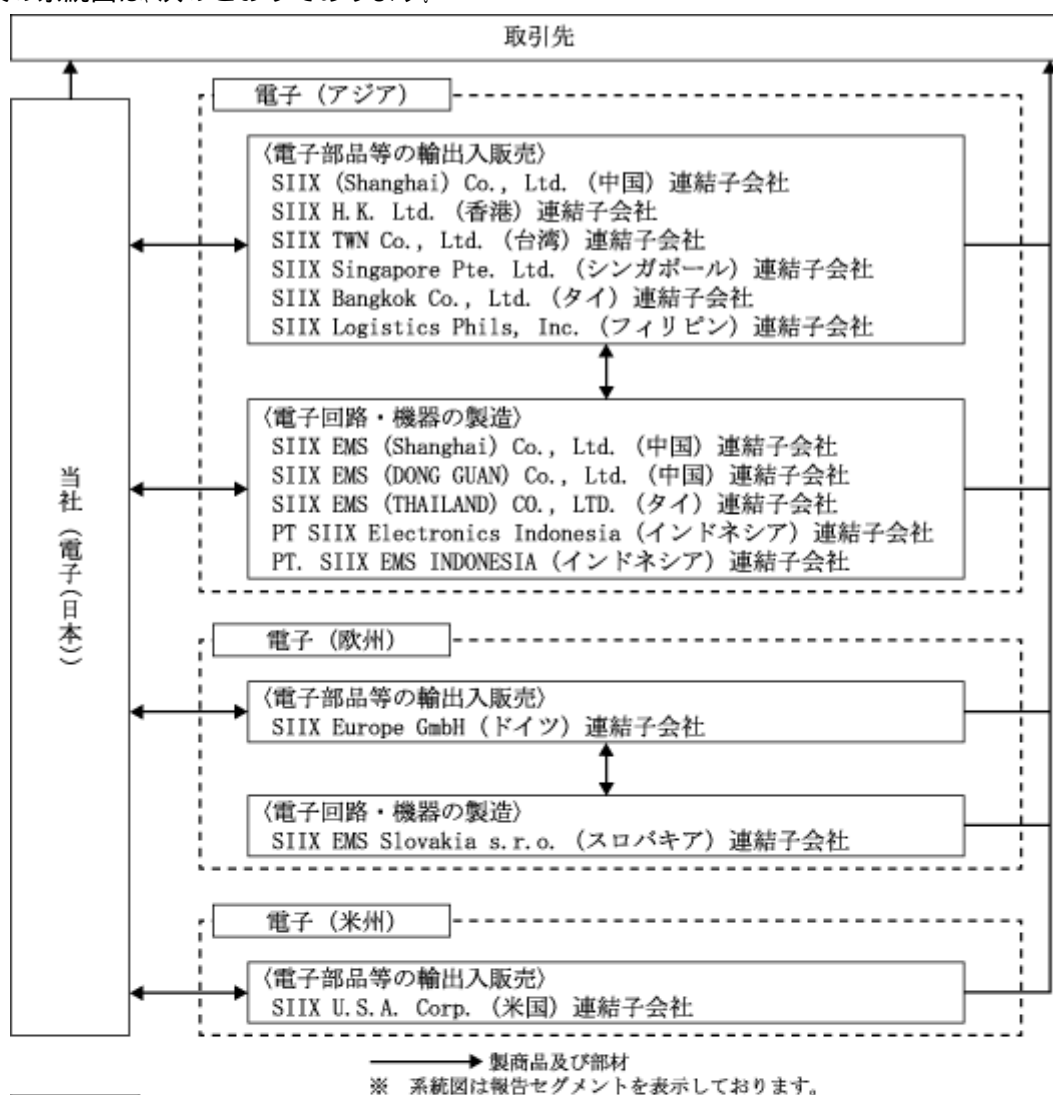 取引先
電子（アジア）
〈電子部品等の輸出入販売〉
SIIX (Shanghai) Co., Ltd. （中国）連結子会社
SIIX H.K. Ltd. （香港）連結子会社
SIIX TWN Co., Ltd. （台湾）連結子会社
SIIX Singapore Pte. Ltd. （シンガポール）連結子会社
SIIX Bangkok Co., Ltd. （タイ）連結子会社
SIIX Logistics Phils, Inc. （フィリピン）連結子会社
〈電子回路・機器の製造〉
SIIX EMS (Shanghai) Co., Ltd. （中国）連結子会社
SIIX EMS (DONG GUAN) Co., Ltd. （中国）連結子会社
SIIX EMS (THAILAND) CO., LTD. （タイ）連結子会社
PT SIIX Electronics Indonesia（インドネシア）連結子会社
PT. SIIX EMS INDONESIA（インドネシア）連結子会社
当社（電子（日本））
電子（欧州）
〈電子部品等の輸出入販売〉
SIIX Europe GmbH（ドイツ）連結子会社
〈電子回路・機器の製造〉
SIIX EMS Slovakia s.r.o. （スロバキア）連結子会社
電子（米州）
〈電子部品等の輸出入販売〉
SIIX U.S.A. Corp. （米国）連結子会社
製商品及び部材
※ 系統図は報告セグメントを表示しております。